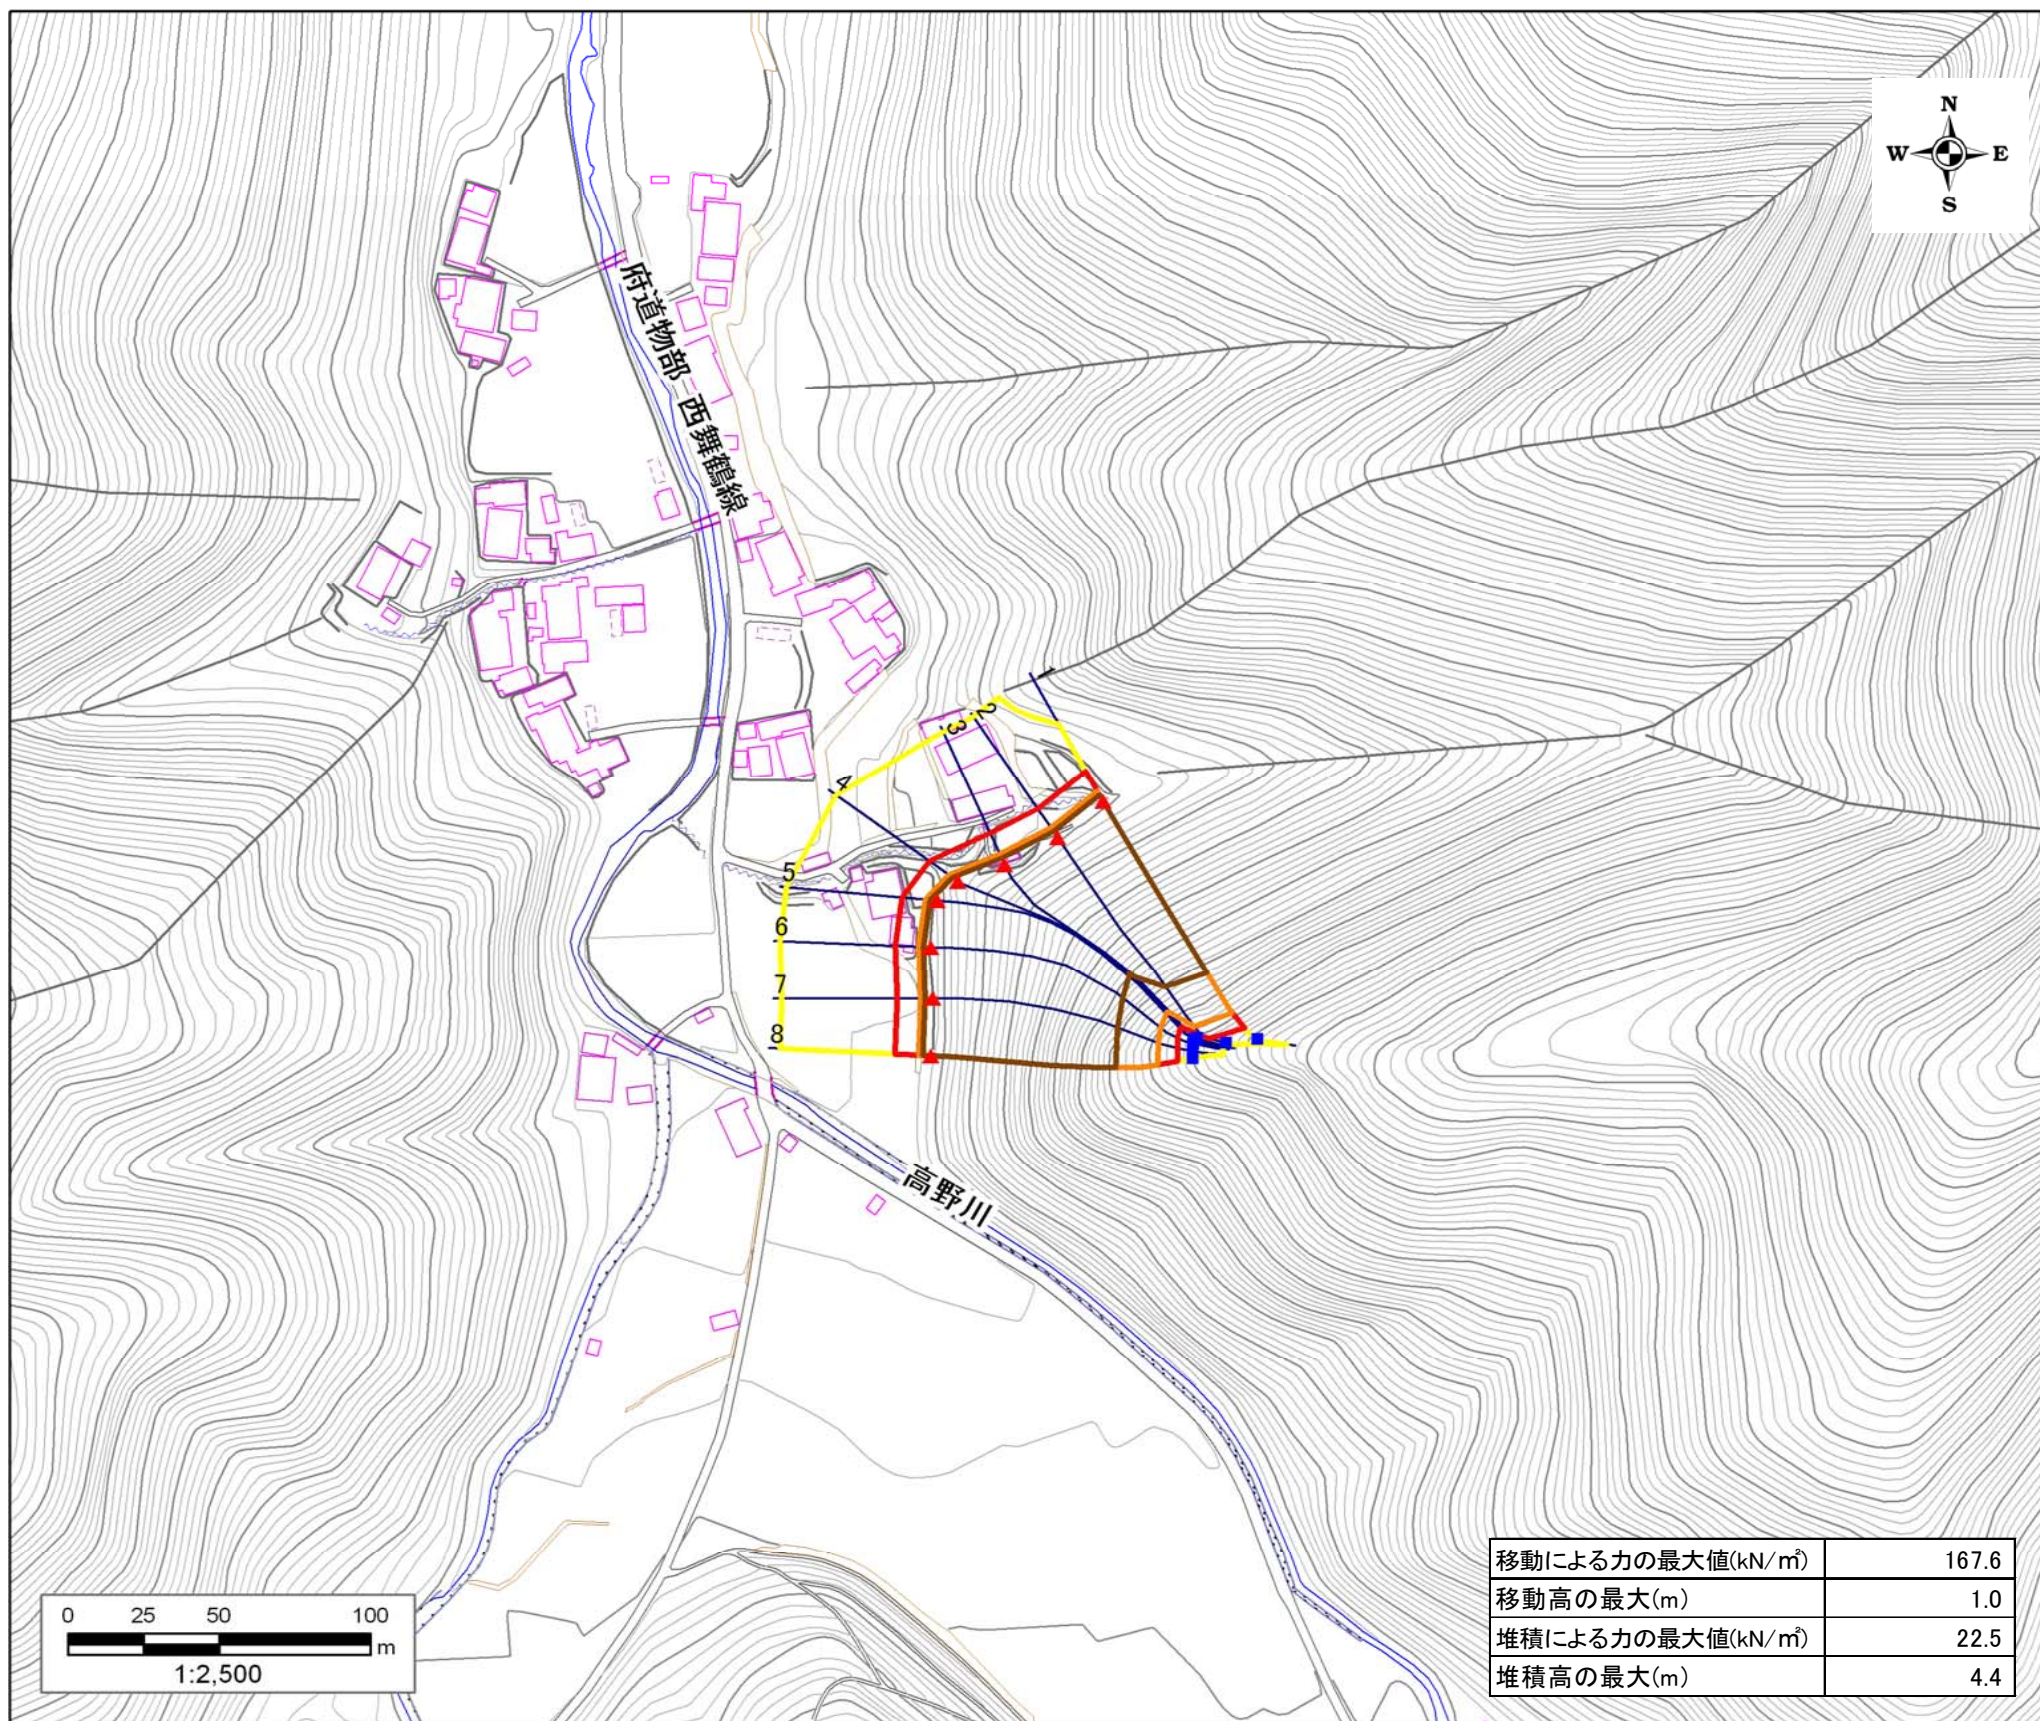 N
W E
S
府道物部 西舞鶴線
1
2
3
4
5
6
7
8
高野川
移動による力の最大値(kN/㎡) 167.6
移動高の最大(m) 1.0
堆積による力の最大値(kN/㎡) 22.5
堆積高の最大(m) 4.4
0 25 50 100
m
1:2,500